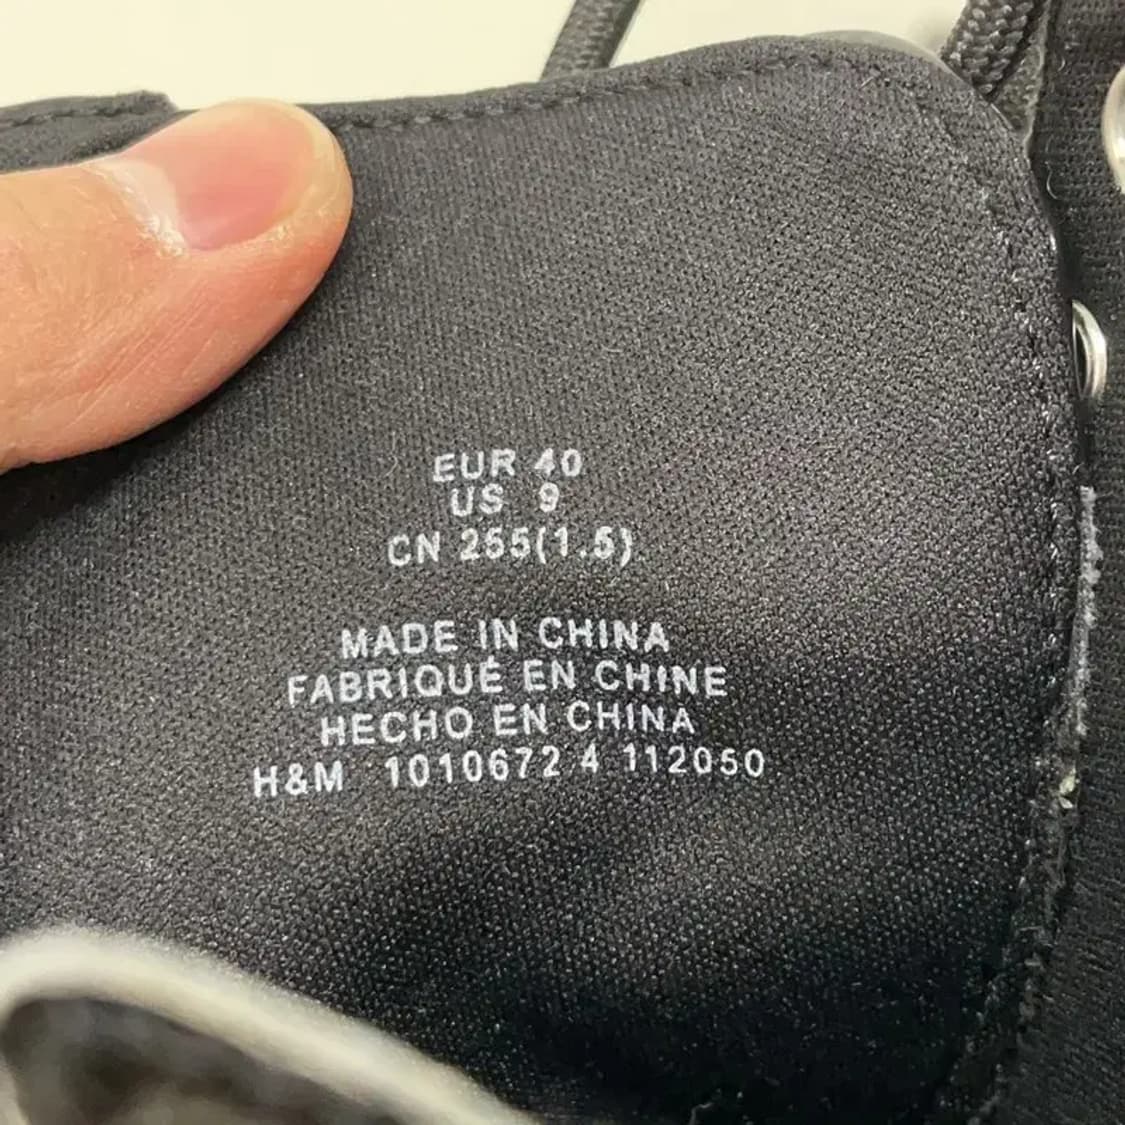 EUR 40
US 9
CN 255(1.5)
MADE IN CHINA
FABRIQUÉ EN CHINE
HECHO EN CHINA
H&M 1010672 4 112050